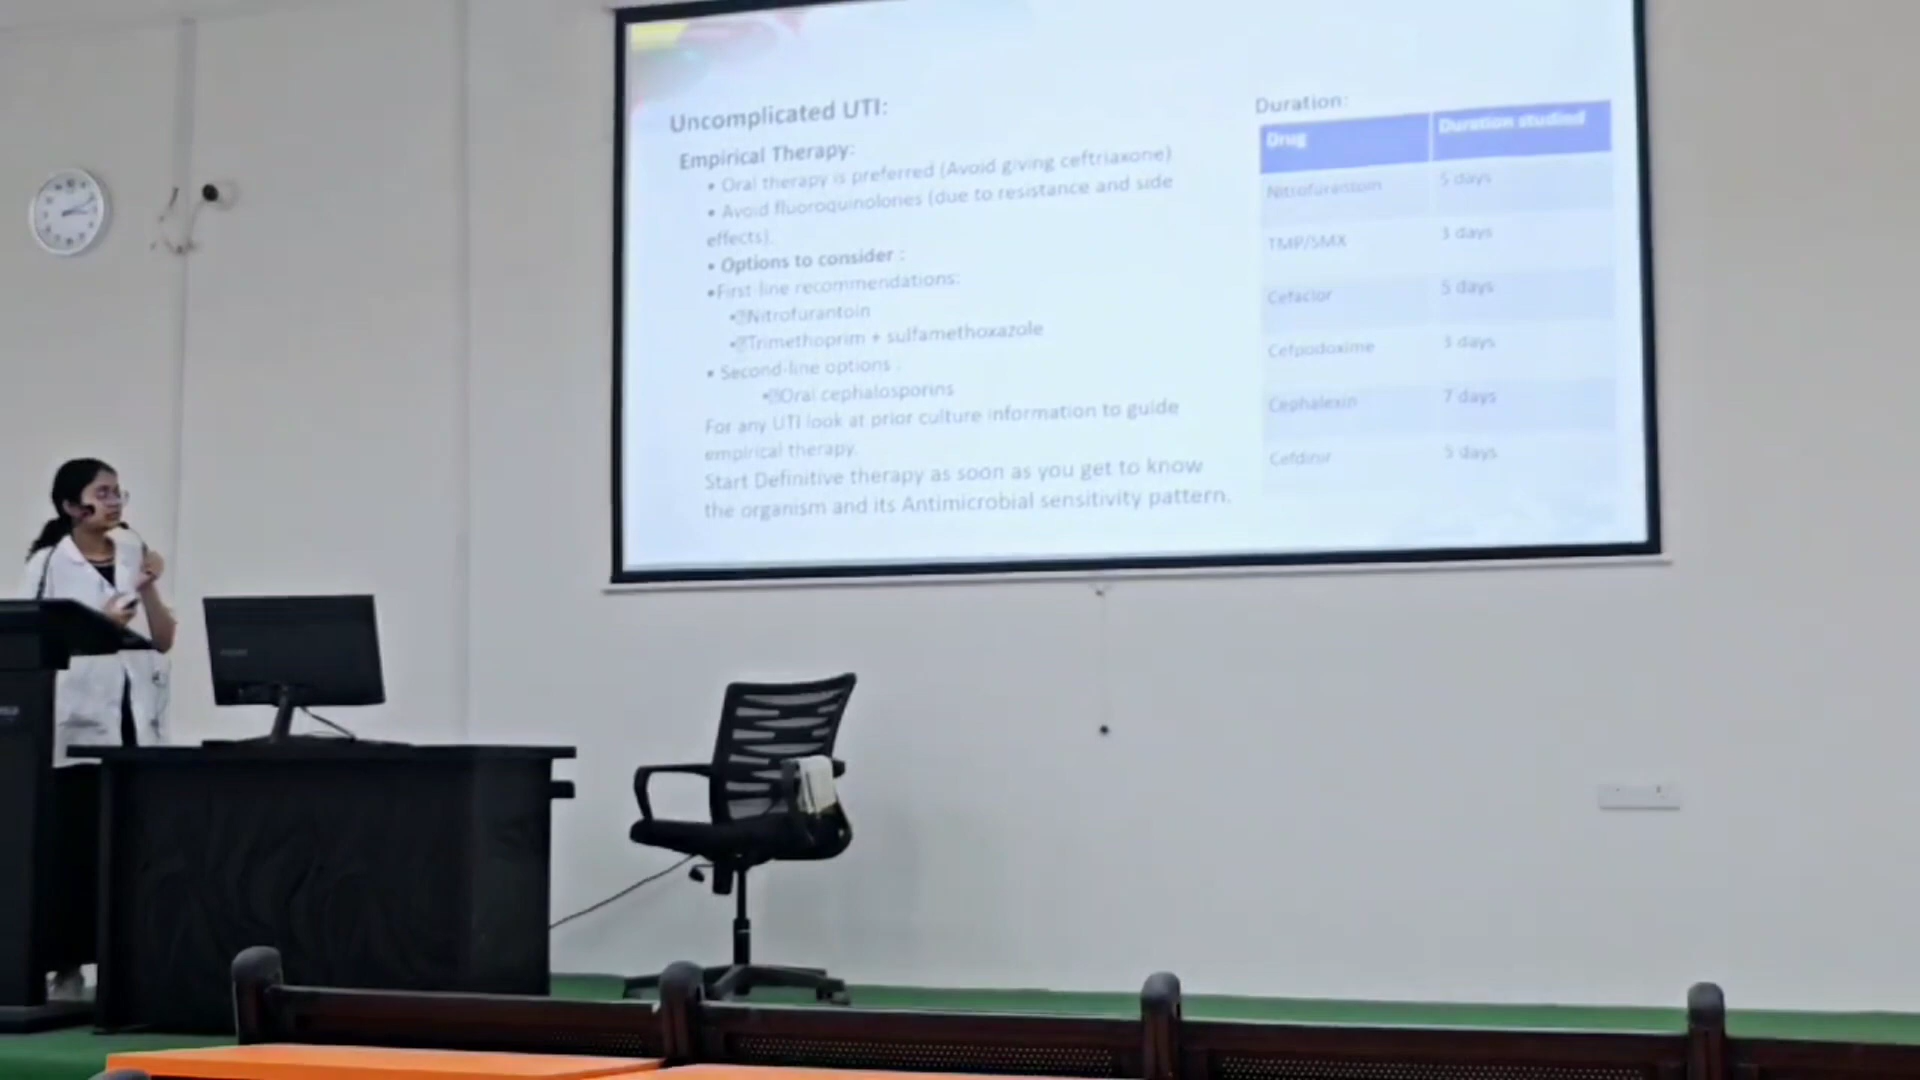 Uncomplicated UTI:
Empirical Therapy:
• Oral therapy is preferred (Avoid giving ceftriaxone)
• Avoid fluoroquinolones (due to resistance and side
effects).
• Options to consider :
•First-line recommendations:
•Nitrofurantoin
•Trimethoprim + sulfamethoxazole
• Second-line options :
•Oral cephalosporins
For any UTI look at prior culture information to guide
empirical therapy.
Start Definitive therapy as soon as you get to know
the organism and its Antimicrobial sensitivity pattern.
Duration:
Drug Duration studied
Nitrofurantoin 5 days
TMP/SMX 3 days
Cefaclor 5 days
Cefpodoxime 3 days
Cephalexin 7 days
Cefdinir 5 days